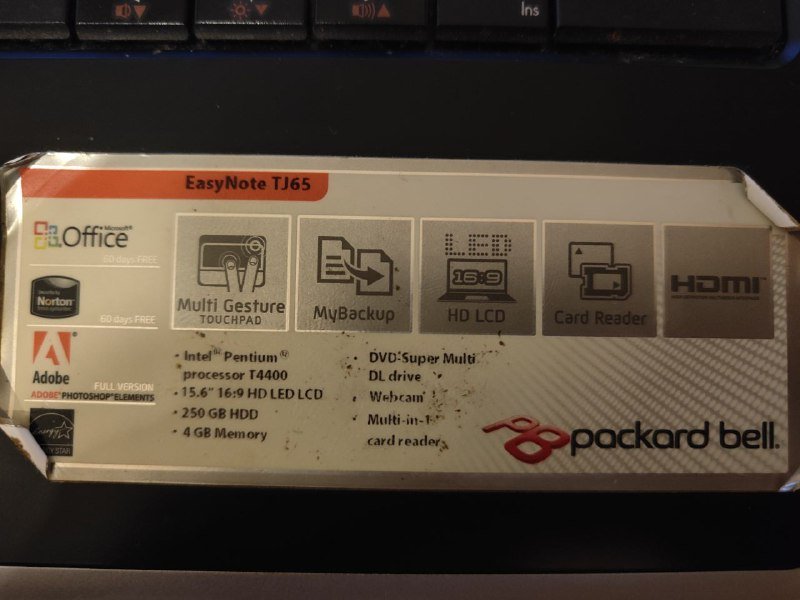 Ins
EasyNote TJ65
Microsoft®
Office
60 days FREE
Norton
60 days FREE
Adobe®
FULL VERSION
ADOBE® PHOTOSHOP® ELEMENTS
Multi Gesture
TOUCHPAD
MyBackup
LED
16:9
HD LCD
Card Reader
HDMI™
• Intel® Pentium®
processor T4400
• 15.6" 16:9 HD LED LCD
• 250 GB HDD
• 4 GB Memory
• DVD-Super Multi
DL drive
• Webcam
• Multi-in-1
card reader
packard bell.